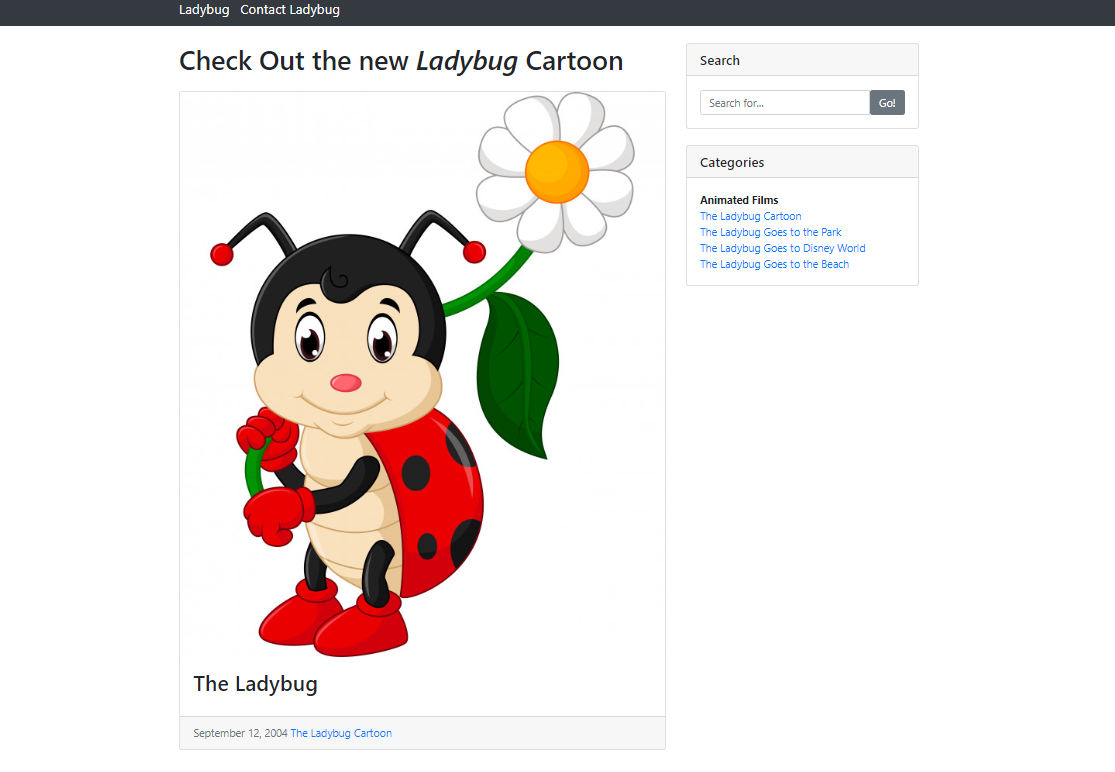 Ladybug Contact Ladybug
Check Out the new Ladybug Cartoon
The Ladybug
September 12, 2004 The Ladybug Cartoon
Search
Search for...
Go!
Categories
Animated Films
The Ladybug Cartoon
The Ladybug Goes to the Park
The Ladybug Goes to Disney World
The Ladybug Goes to the Beach